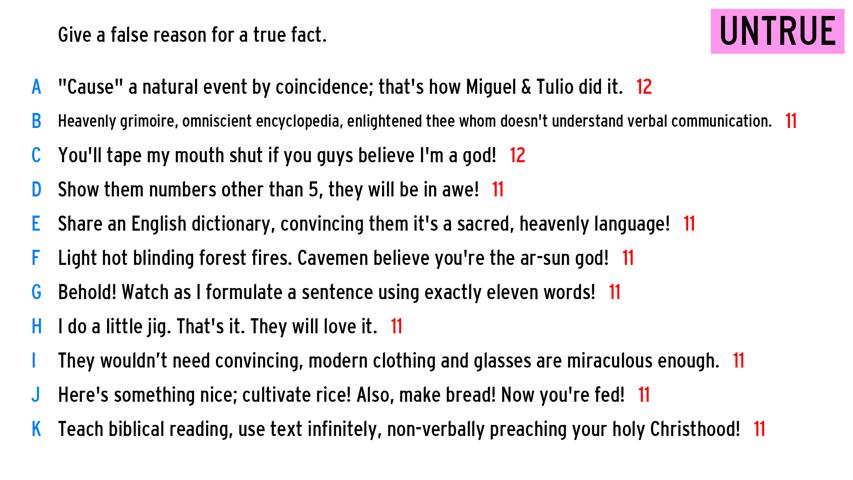 Give a false reason for a true fact.
UNTRUE
A "Cause" a natural event by coincidence; that's how Miguel & Tulio did it. 12
B Heavenly grimoire, omniscient encyclopedia, enlightened thee whom doesn't understand verbal communication. 11
C You'll tape my mouth shut if you guys believe I'm a god! 12
D Show them numbers other than 5, they will be in awe! 11
E Share an English dictionary, convincing them it's a sacred, heavenly language! 11
F Light hot blinding forest fires. Cavemen believe you're the ar-sun god! 11
G Behold! Watch as I formulate a sentence using exactly eleven words! 11
H I do a little jig. That's it. They will love it. 11
I They wouldn’t need convincing, modern clothing and glasses are miraculous enough. 11
J Here's something nice; cultivate rice! Also, make bread! Now you're fed! 11
K Teach biblical reading, use text infinitely, non-verbally preaching your holy Christhood! 11